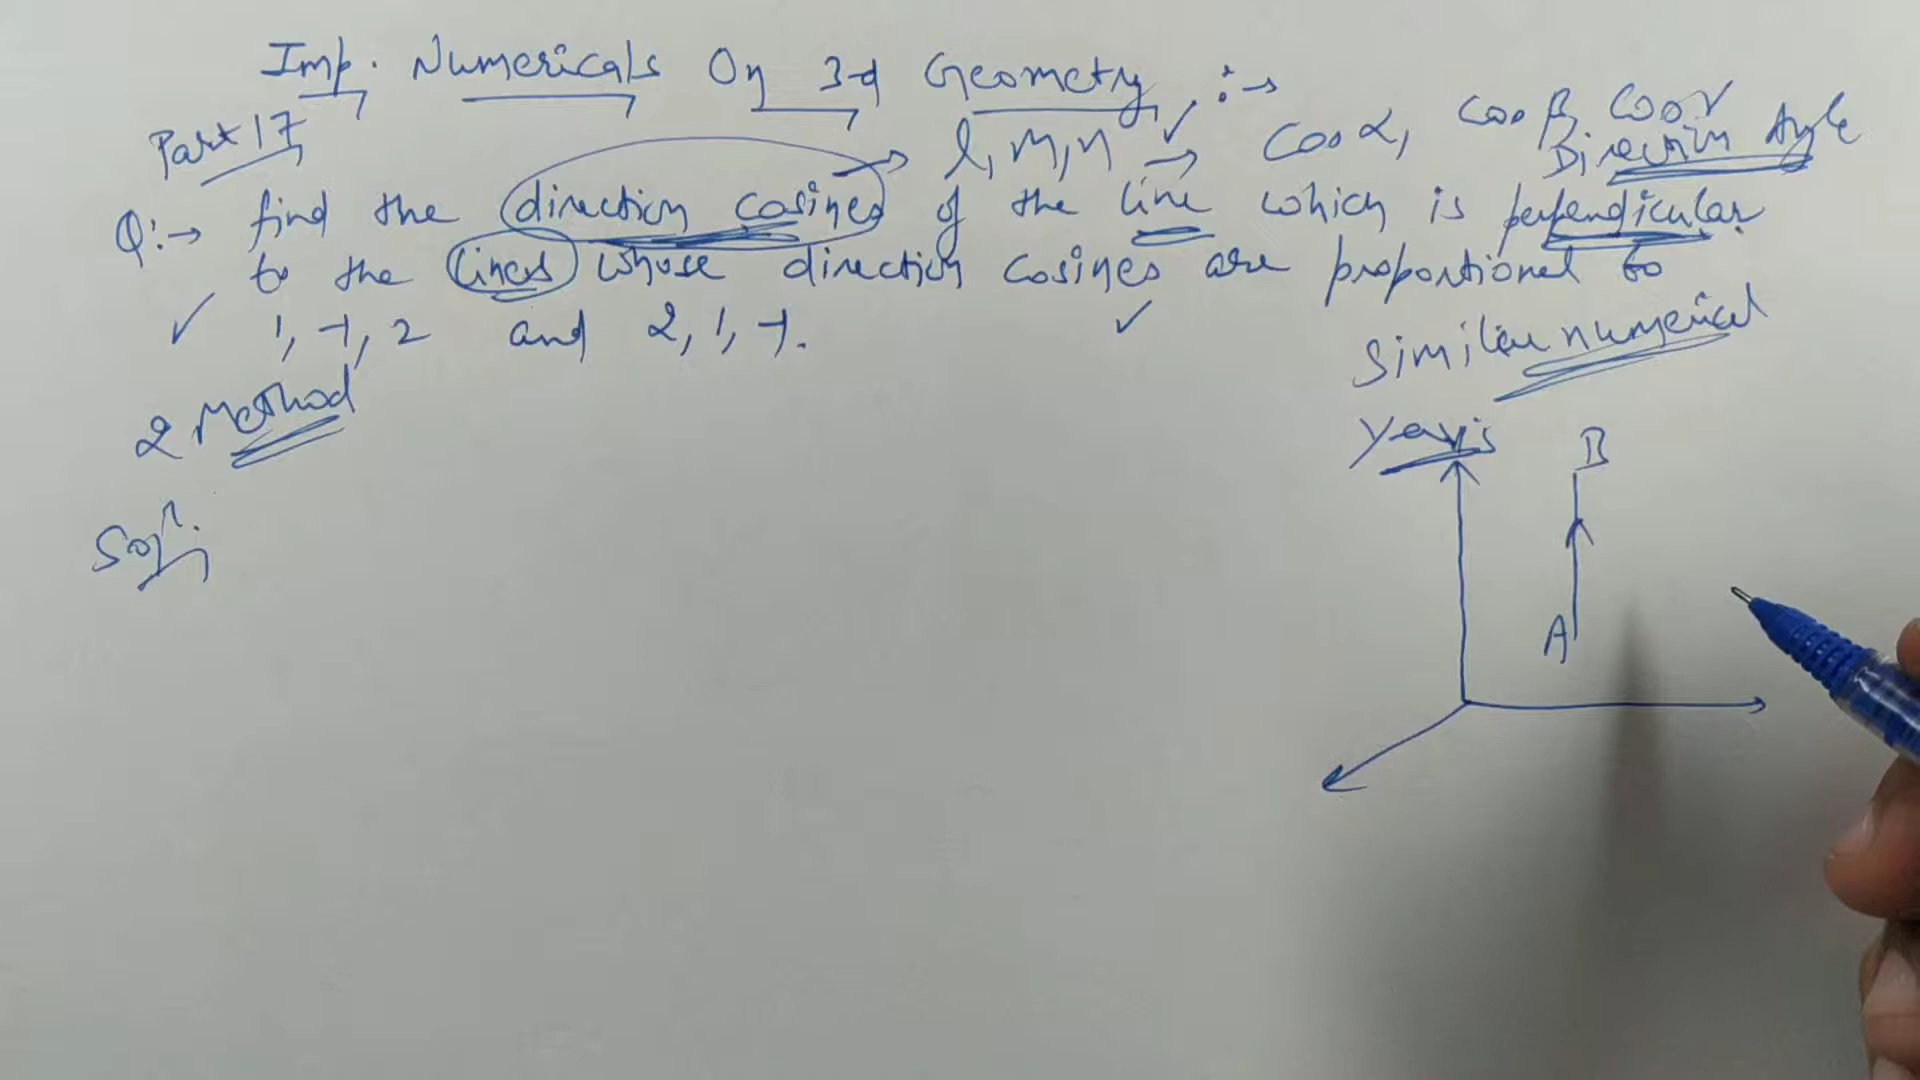 Imp. Numericals On 3-d Geometry :→
Part 17
l, m, n → Cos α, Cos β, Cos γ
Direction Angle
Q:→ find the direction cosines of the line which is perpendicular
to the lines whose direction cosines are proportional to
1, -1, 2 and 2, 1, -1.
Similar numerical
2 Method
Y axis
B
Sol^n.
A